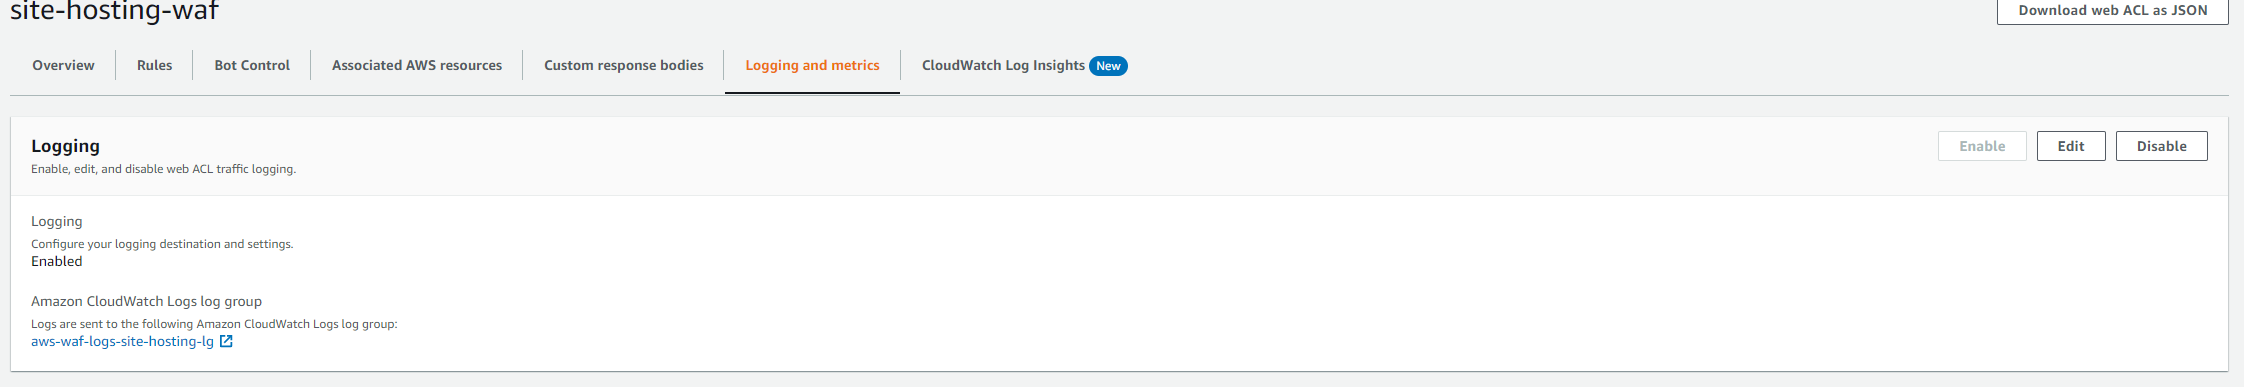 site-hosting-waf
Download web ACL as JSON
Overview
Rules
Bot Control
Associated AWS resources
Custom response bodies
Logging and metrics
CloudWatch Log Insights New
Logging
Enable, edit, and disable web ACL traffic logging.
Enable
Edit
Disable
Logging
Configure your logging destination and settings.
Enabled
Amazon CloudWatch Logs log group
Logs are sent to the following Amazon CloudWatch Logs log group:
aws-waf-logs-site-hosting-lg